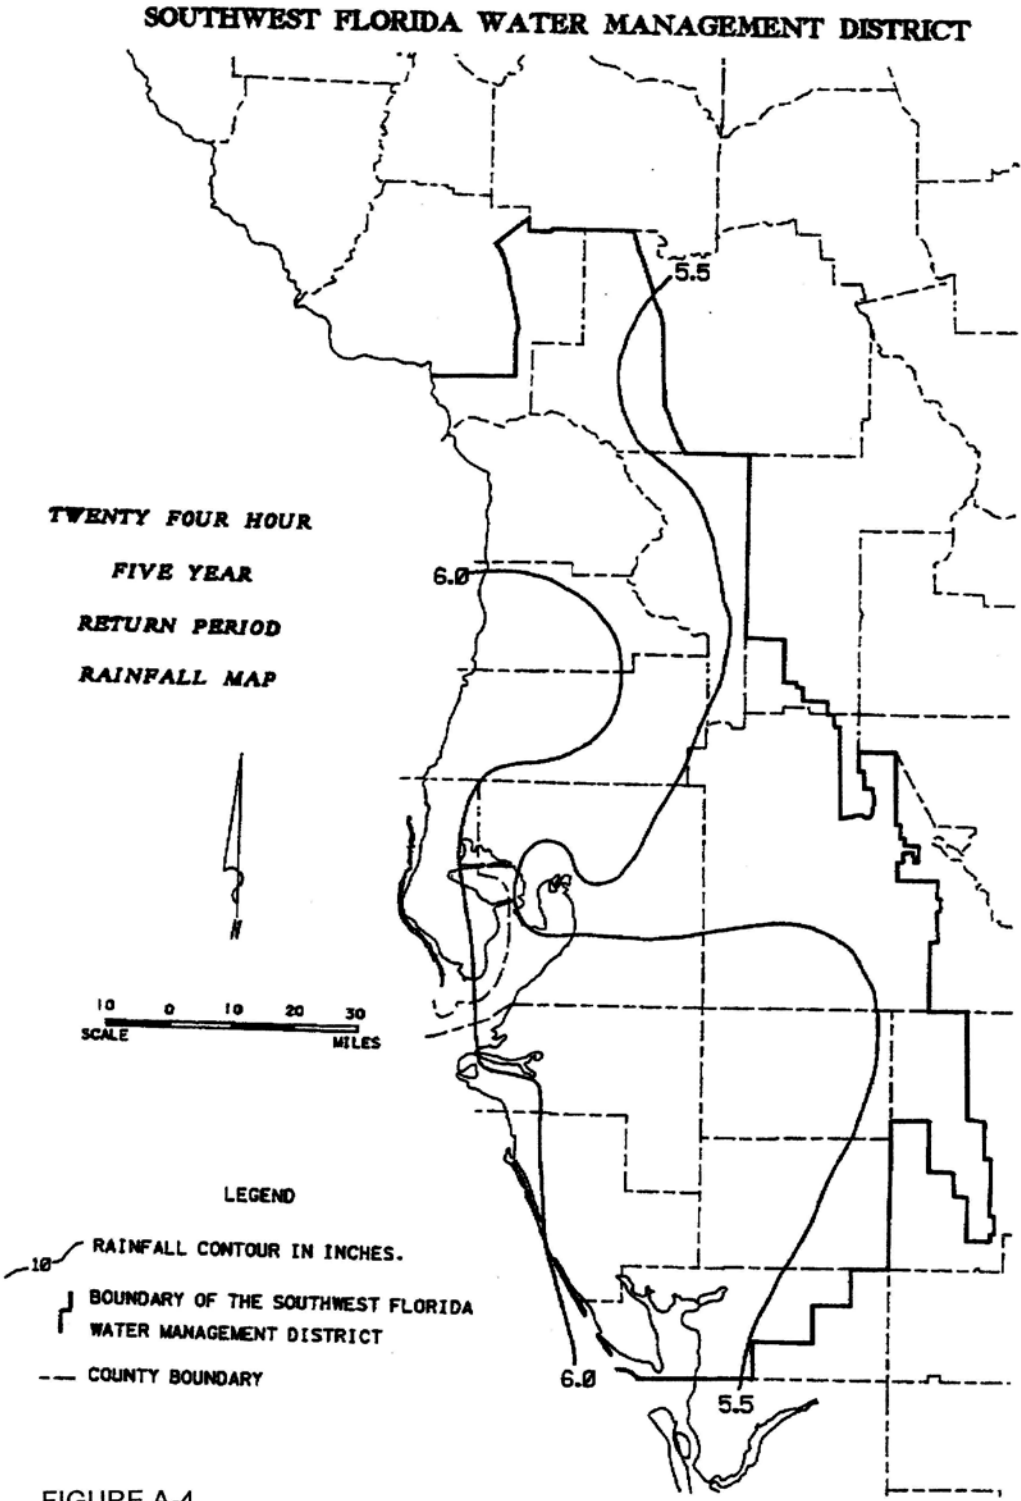 SOUTHWEST FLORIDA WATER MANAGEMENT DISTRICT
5.5
TWENTY FOUR HOUR
FIVE YEAR
RETURN PERIOD
RAINFALL MAP
6.0
N
10 0 10 20 30
SCALE MILES
LEGEND
10 RAINFALL CONTOUR IN INCHES.
BOUNDARY OF THE SOUTHWEST FLORIDA
WATER MANAGEMENT DISTRICT
COUNTY BOUNDARY
6.0
5.5
FIGURE A-4